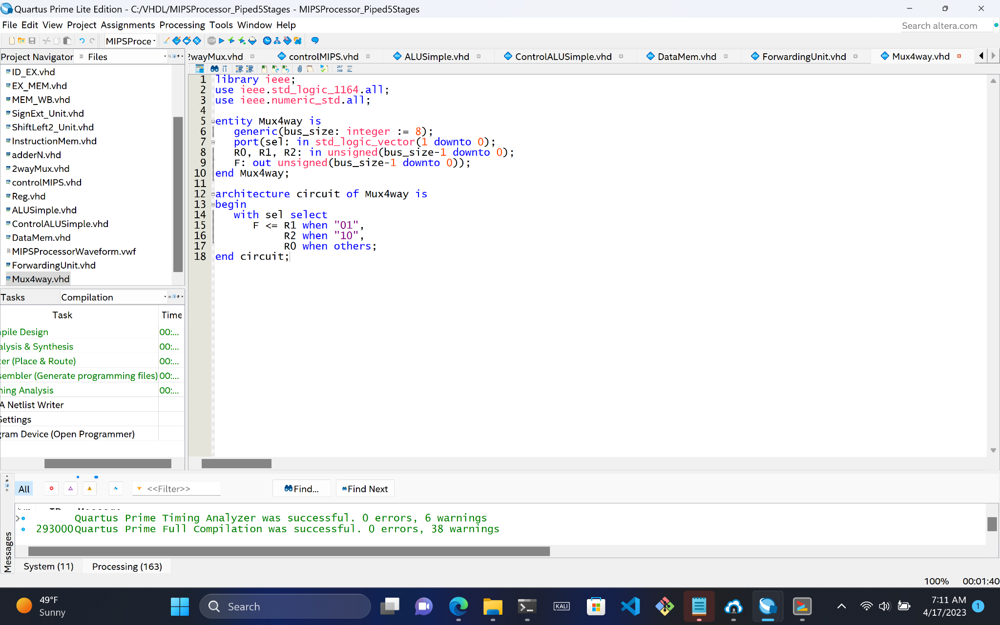 Quartus Prime Lite Edition - C:/VHDL/MIPSProcessor_Piped5Stages - MIPSProcessor_Piped5Stages
File Edit View Project Assignments Processing Tools Window Help
Search altera.com
MIPSProce
Project Navigator Files
2wayMux.vhd controlMIPS.vhd ALUSimple.vhd ControlALUSimple.vhd DataMem.vhd ForwardingUnit.vhd Mux4way.vhd
ID_EX.vhd
EX_MEM.vhd
MEM_WB.vhd
SignExt_Unit.vhd
ShiftLeft2_Unit.vhd
InstructionMem.vhd
adderN.vhd
2wayMux.vhd
controlMIPS.vhd
Reg.vhd
ALUSimple.vhd
ControlALUSimple.vhd
DataMem.vhd
MIPSProcessorWaveform.vwf
ForwardingUnit.vhd
Mux4way.vhd
267
268
1 library ieee;
2 use ieee.std_logic_1164.all;
3 use ieee.numeric_std.all;
4
5 entity Mux4way is
6 generic(bus_size: integer := 8);
7 port(sel: in std_logic_vector(1 downto 0);
8 R0, R1, R2: in unsigned(bus_size-1 downto 0);
9 F: out unsigned(bus_size-1 downto 0));
10 end Mux4way;
11
12 architecture circuit of Mux4way is
13 begin
14 with sel select
15 F <= R1 when "01",
16 R2 when "10",
17 R0 when others;
18 end circuit;
Tasks Compilation
Task Time
pile Design 00:...
alysis & Synthesis 00:...
ter (Place & Route) 00:...
sembler (Generate programming files) 00:...
ning Analysis 00:...
A Netlist Writer
Settings
gram Device (Open Programmer)
All <<Filter>> Find... Find Next
Quartus Prime Timing Analyzer was successful. 0 errors, 6 warnings
293000 Quartus Prime Full Compilation was successful. 0 errors, 38 warnings
Messages
System (11) Processing (163)
100% 00:01:40
49°F
Sunny
Search
KALI
7:11 AM
4/17/2023
1